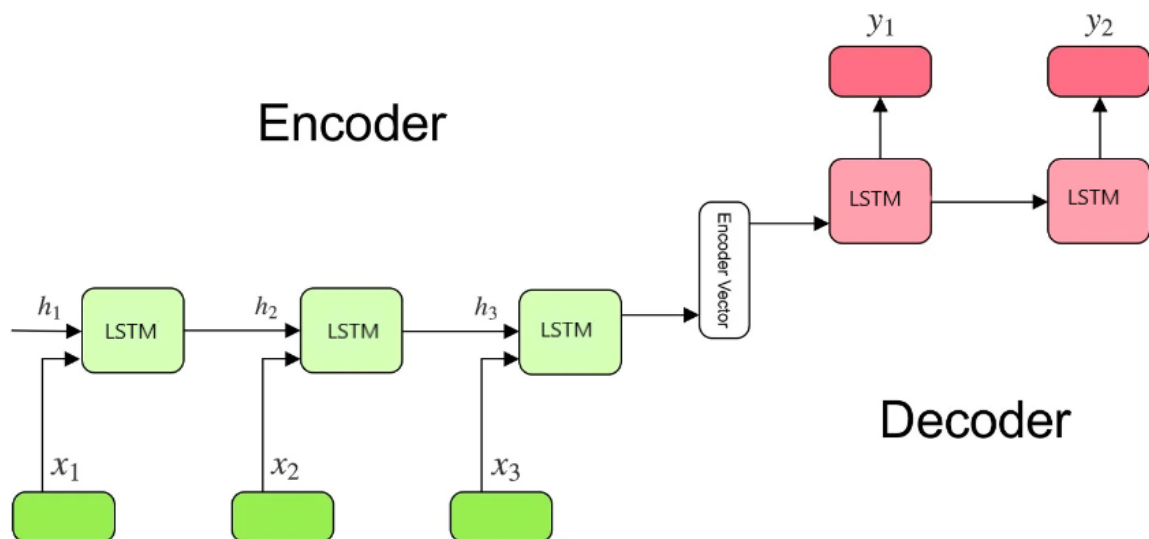 y₁
y₂
Encoder
LSTM
LSTM
Encoder Vector
h₁
h₂
h₃
LSTM
LSTM
LSTM
Decoder
x₁
x₂
x₃